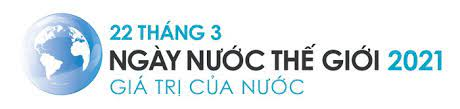 22 THÁNG 3
NGÀY NƯỚC THẾ GIỚI 2021
GIÁ TRỊ CỦA NƯỚC